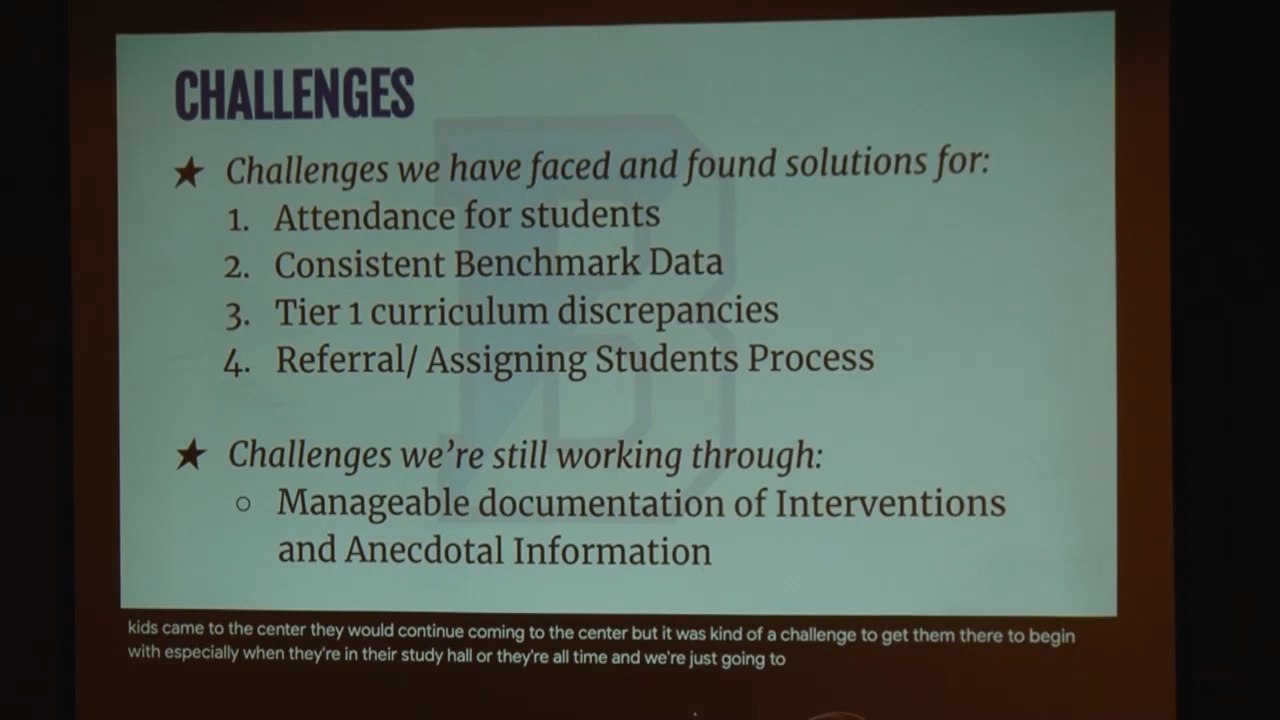 CHALLENGES
★ Challenges we have faced and found solutions for:
1. Attendance for students
2. Consistent Benchmark Data
3. Tier 1 curriculum discrepancies
4. Referral/ Assigning Students Process
★ Challenges we're still working through:
○ Manageable documentation of Interventions
and Anecdotal Information
kids came to the center they would continue coming to the center but it was kind of a challenge to get them there to begin
with especially when they're in their study hall or they're all time and we're just going to